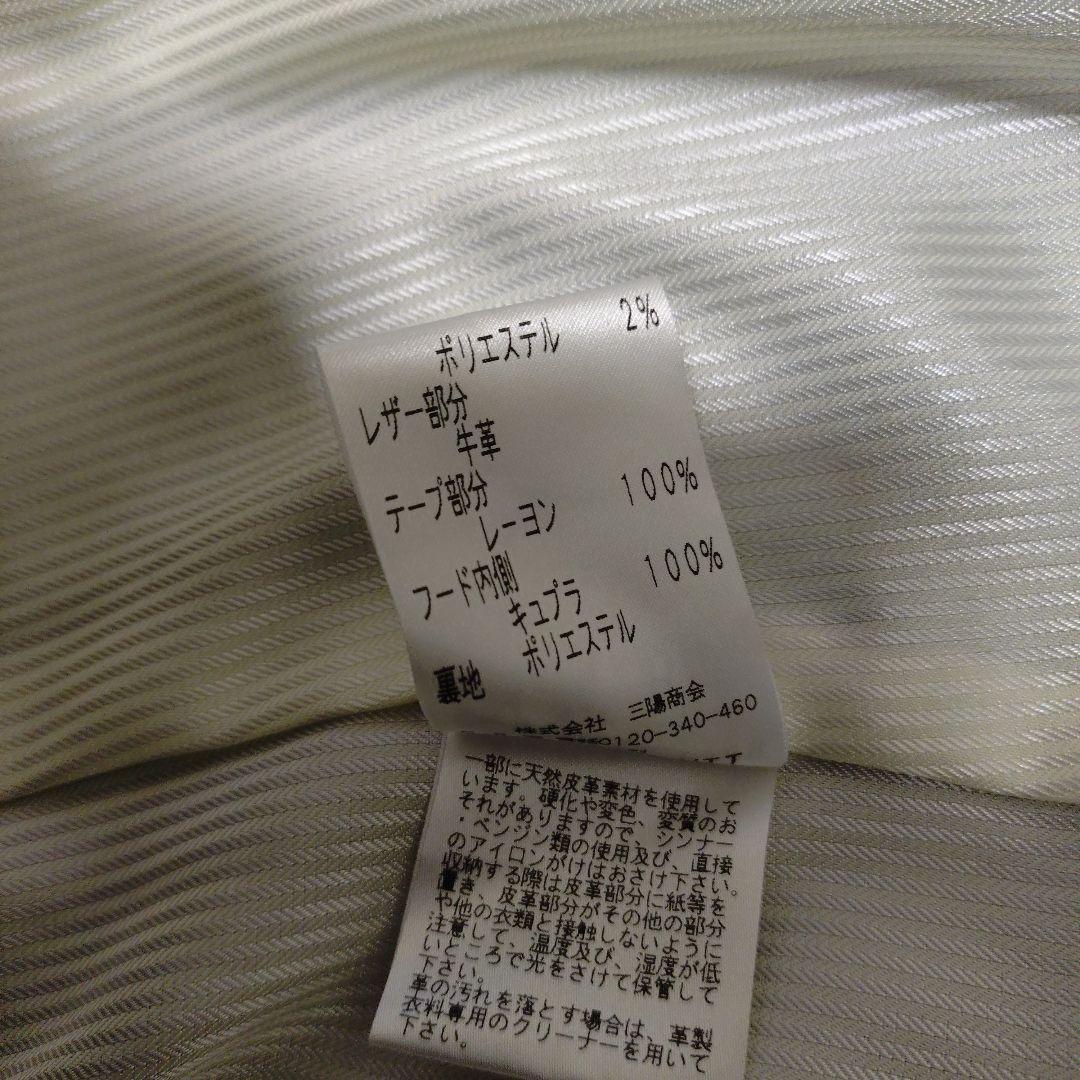 ポリエステル 2%
レザー部分
牛革
テープ部分
レーヨン 100%
フード内側
キュプラ 100%
ポリエステル
裏地
株式会社 三陽商会
0120-340-460
一部に天然皮革素材を使用して
います。硬化や変色、変質のお
それがありますので、シンナー
・ベンジン類の使用及び、直接
のアイロンがけはおさけ下さい。
収納する際は皮革部分に紙等を
置き、皮革部分がその他の部分
や他の衣類と接触しないように
注意して、温度及び、湿度が低
いところで光をさけて保管して
下さい。
革の汚れを落とす場合は、革製
衣料専用のクリーナーを用いて
下さい。